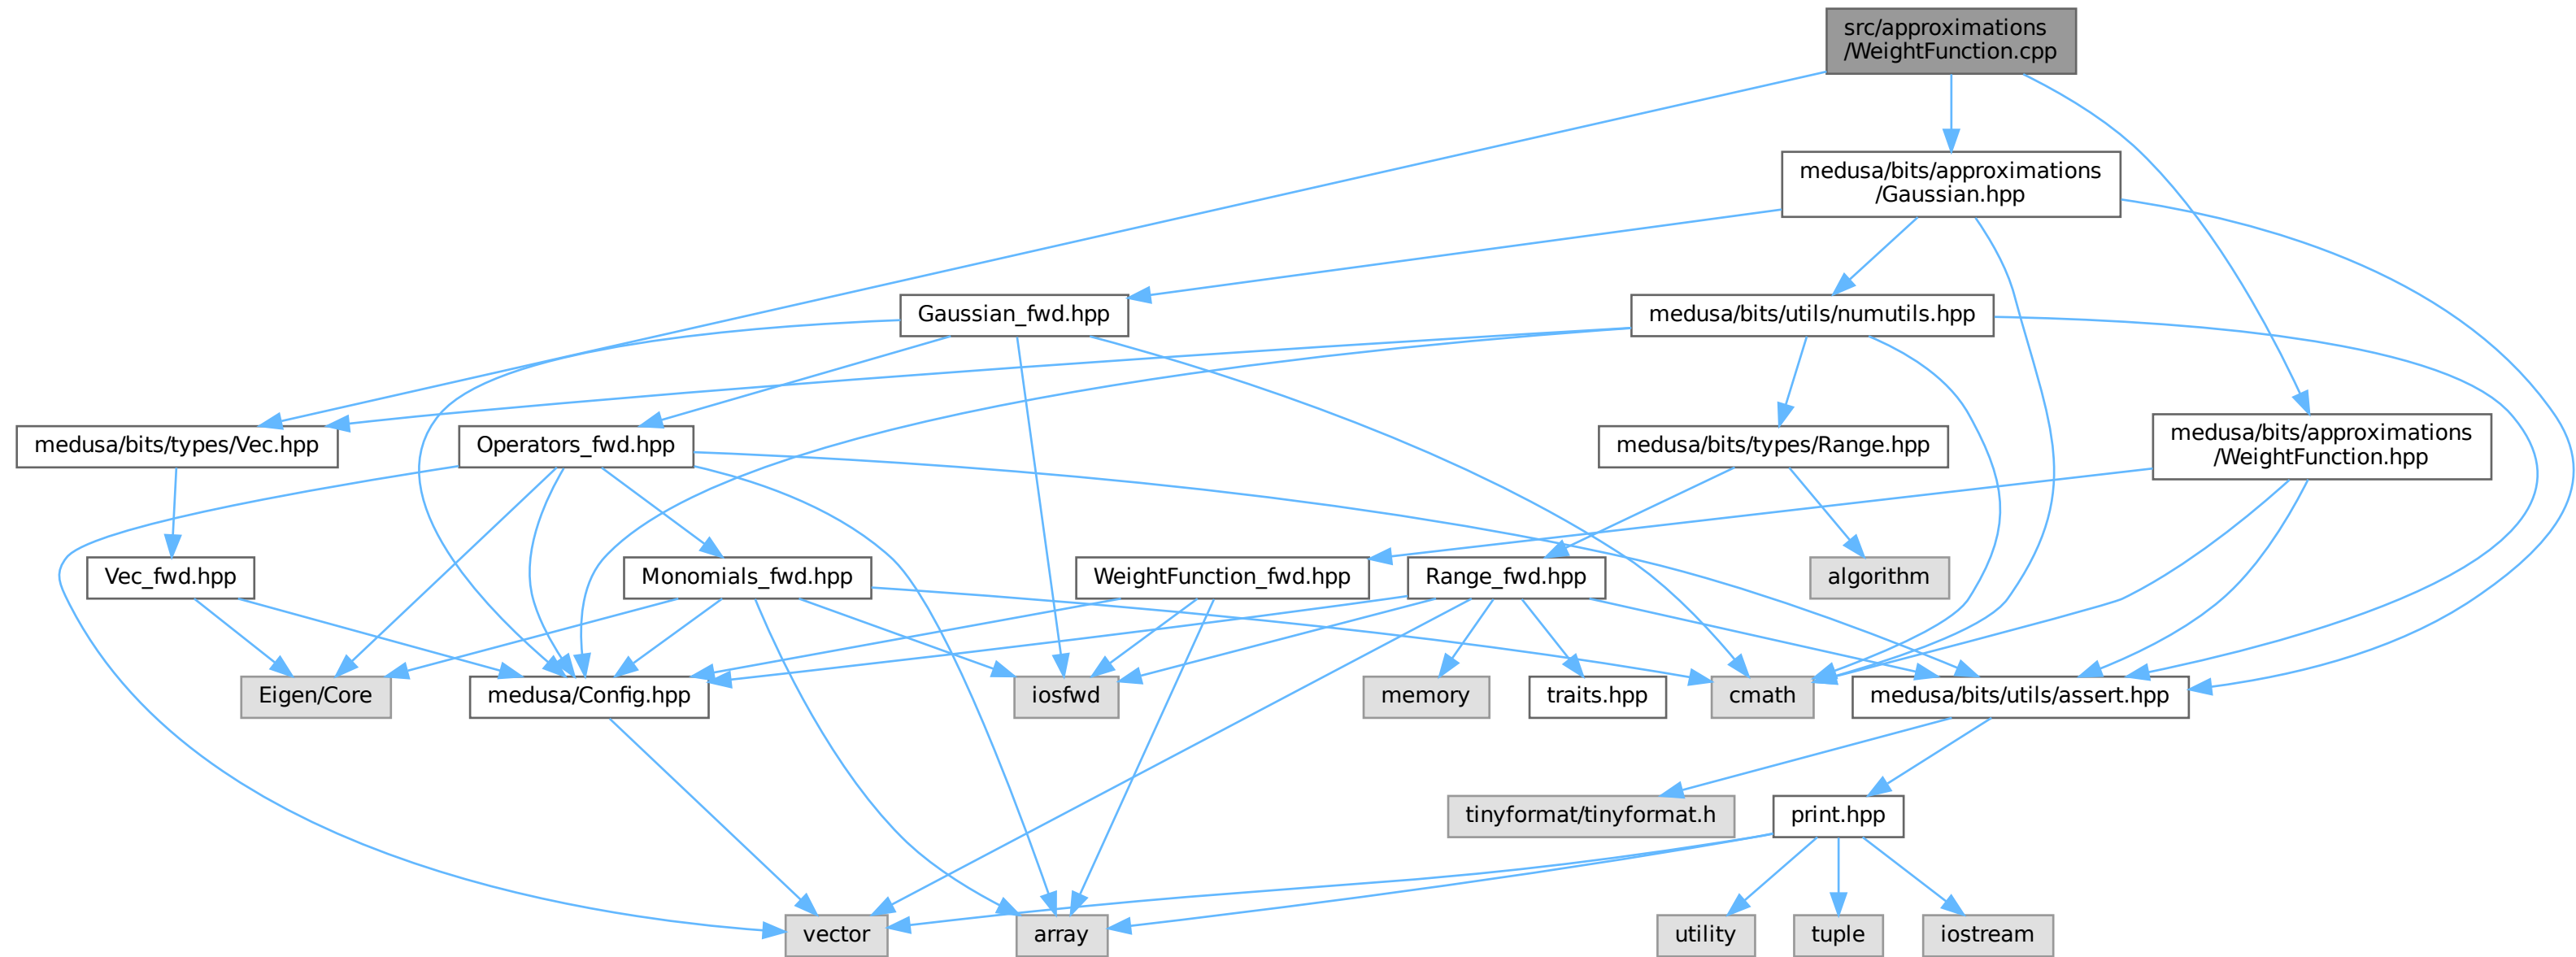 src/approximations
/WeightFunction.cpp
medusa/bits/approximations
/Gaussian.hpp
Gaussian_fwd.hpp
medusa/bits/utils/numutils.hpp
medusa/bits/types/Vec.hpp
Operators_fwd.hpp
medusa/bits/types/Range.hpp
medusa/bits/approximations
/WeightFunction.hpp
Vec_fwd.hpp
Monomials_fwd.hpp
WeightFunction_fwd.hpp
Range_fwd.hpp
algorithm
Eigen/Core
medusa/Config.hpp
iosfwd
memory
traits.hpp
cmath
medusa/bits/utils/assert.hpp
tinyformat/tinyformat.h
print.hpp
vector
array
utility
tuple
iostream